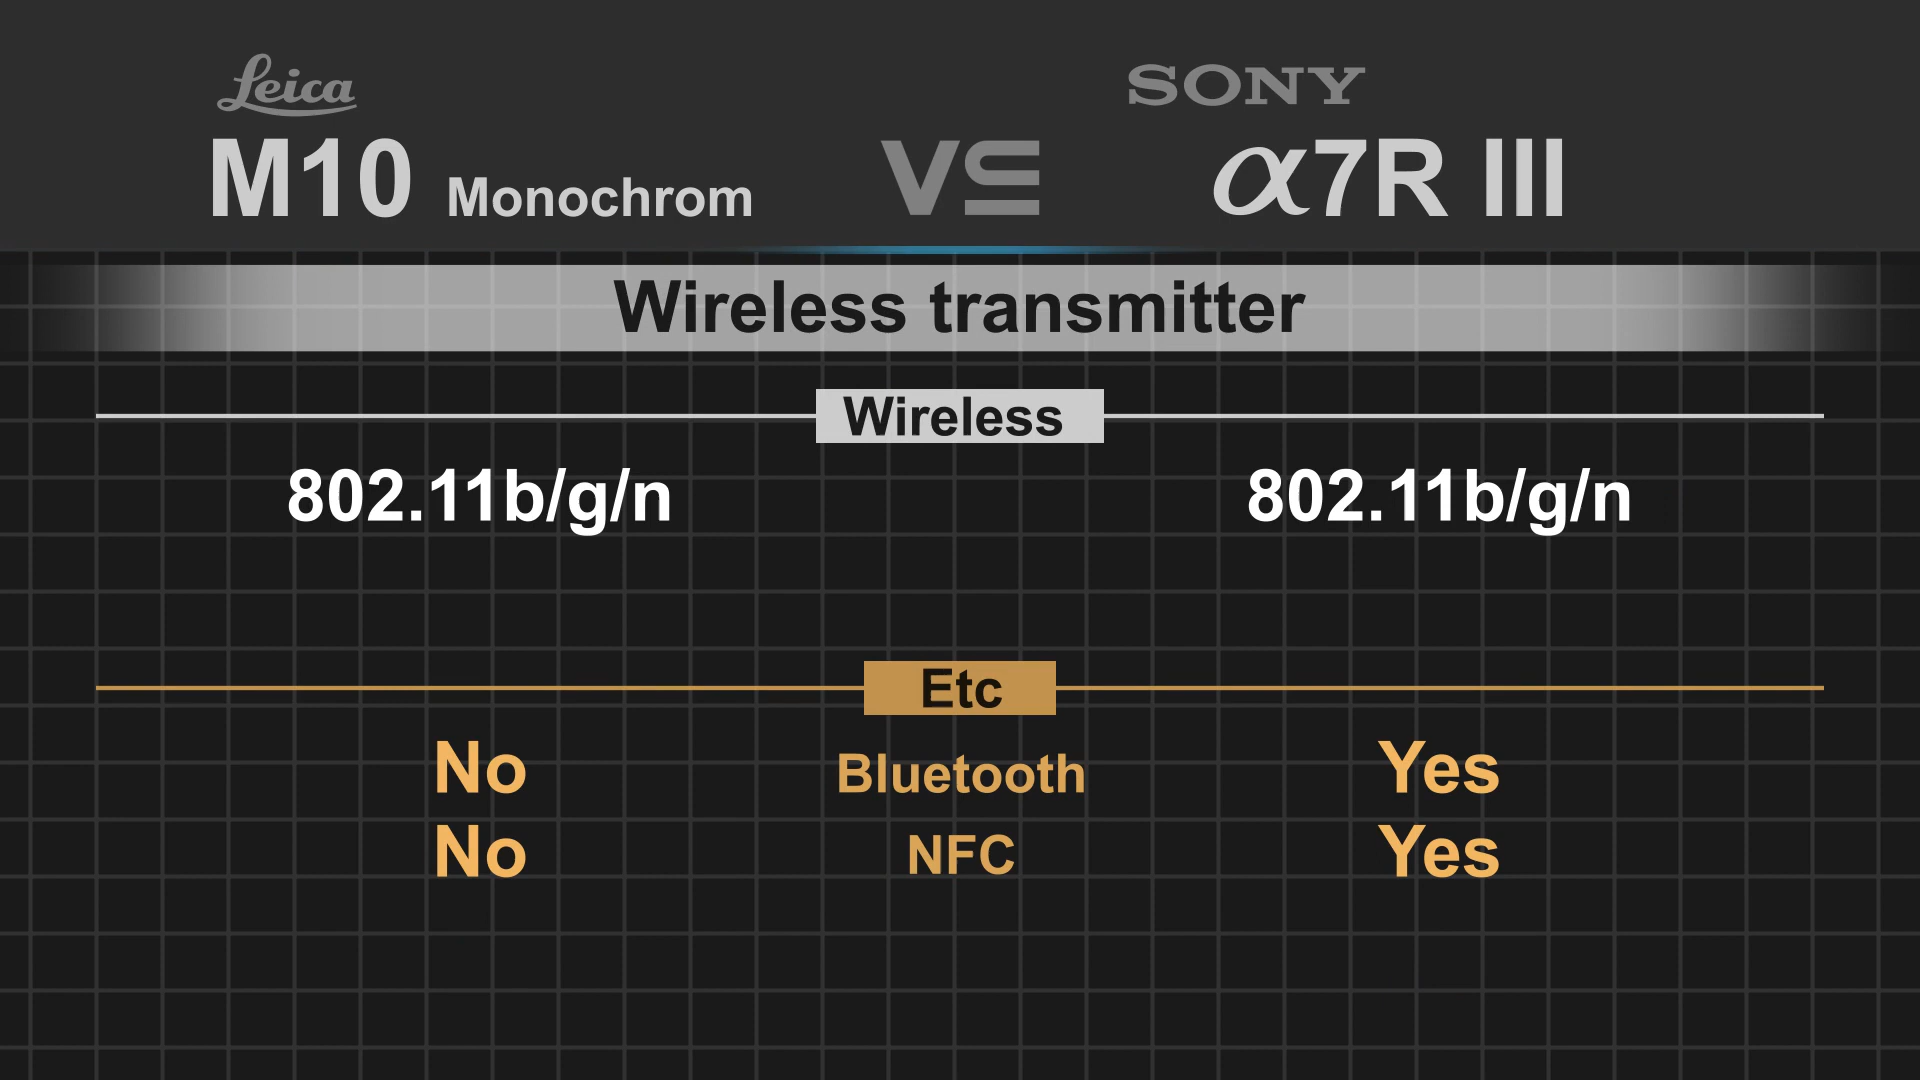 Leica
SONY
M10 Monochrom
VS
α7R III
Wireless transmitter
Wireless
802.11b/g/n
802.11b/g/n
Etc
No Bluetooth Yes
No NFC Yes